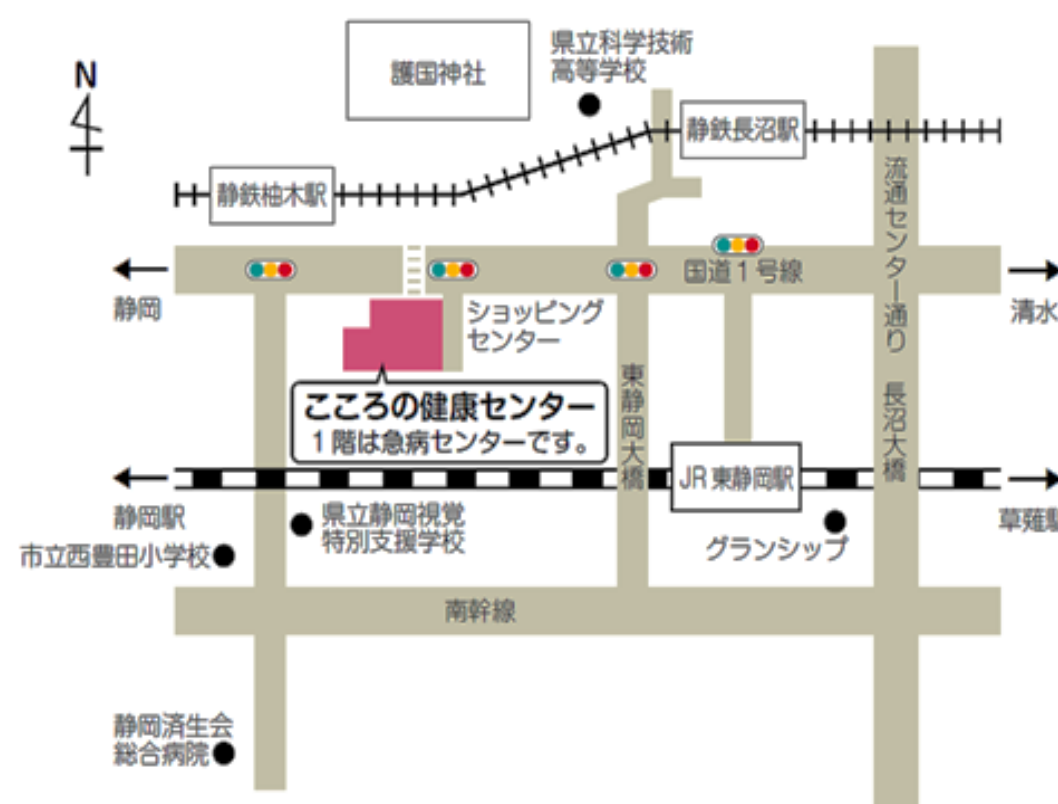 N
護国神社
県立科学技術
高等学校
静鉄長沼駅
静鉄柚木駅
流通センター通り
国道1号線
静岡
清水
ショッピング
センター
こころの健康センター
1階は急病センターです。
東静岡大橋
長沼大橋
JR東静岡駅
静岡駅
県立静岡視覚
特別支援学校
グランシップ
市立西豊田小学校
南幹線
静岡済生会
総合病院